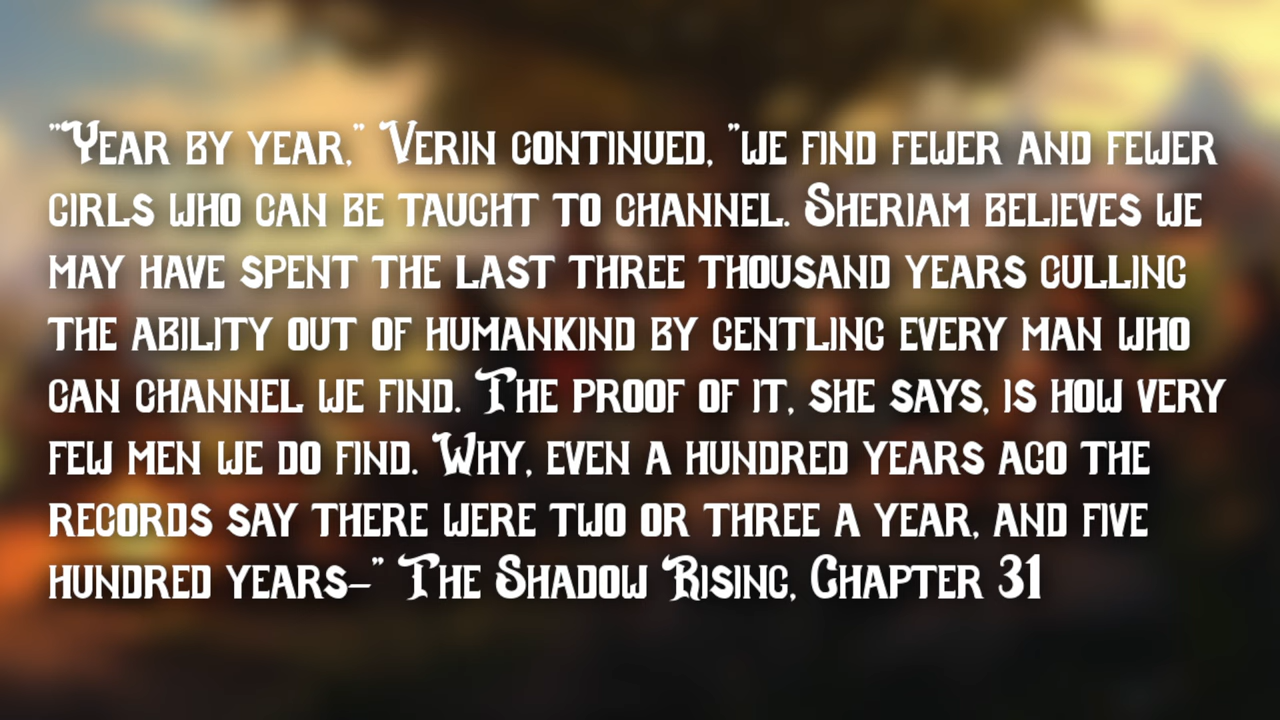 "Year by year," Verin continued, "we find fewer and fewer
girls who can be taught to channel. Sheriam believes we
may have spent the last three thousand years culling
the ability out of humankind by gentling every man who
can channel we find. The proof of it, she says, is how very
few men we do find. Why, even a hundred years ago the
records say there were two or three a year, and five
hundred years—" The Shadow Rising, Chapter 31